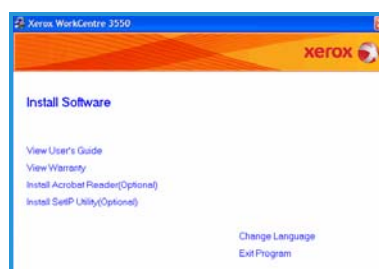 Xerox WorkCentre 3550
xerox
Install Software
View User's Guide
View Warranty
Install Acrobat Reader(Optional)
Install SetIP Utility(Optional)
Change Language
Exit Program